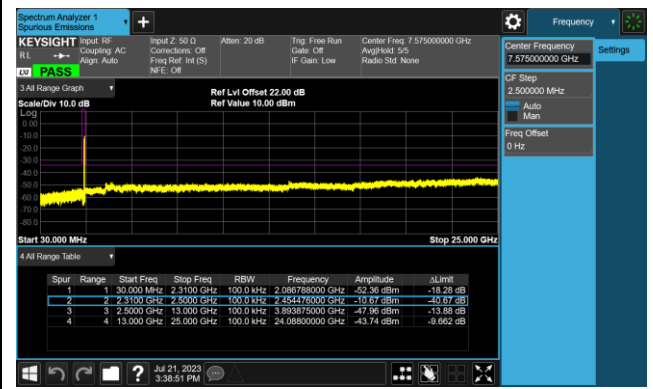 Spectrum Analyzer 1
Spurious Emissions
Frequency
KEYSIGHT
RL
PASS
Input: RF
Coupling: AC
Align: Auto
Input Z: 50 Ω
Corrections: Off
Freq Ref: Int (S)
NFE: Off
Atten: 20 dB
Trig: Free Run
Gate: Off
IF Gain: Low
Center Freq: 7.575000000 GHz
Avg|Hold: 5/5
Radio Std: None
Center Frequency
7.575000000 GHz
Settings
CF Step
2.500000 MHz
Auto
Man
Freq Offset
0 Hz
3 All Range Graph
Scale/Div 10.0 dB
Ref Lvl Offset 22.00 dB
Ref Value 10.00 dBm
Log
0.00
-10.0
-20.0
-30.0
-40.0
-50.0
-60.0
-70.0
-80.0
Start 30.000 MHz
Stop 25.000 GHz
4 All Range Table
Spur Range Start Freq Stop Freq RBW Frequency Amplitude ΔLimit
1 1 30.000 MHz 2.3100 GHz 100.0 kHz 2.086788000 GHz -52.36 dBm -18.28 dB
2 2 2.3100 GHz 2.5000 GHz 100.0 kHz 2.454476000 GHz -10.67 dBm -40.67 dB
3 3 2.5000 GHz 13.000 GHz 100.0 kHz 3.893875000 GHz -47.96 dBm -13.88 dB
4 4 13.000 GHz 25.000 GHz 100.0 kHz 24.08800000 GHz -43.74 dBm -9.662 dB
Jul 21, 2023
3:38:51 PM